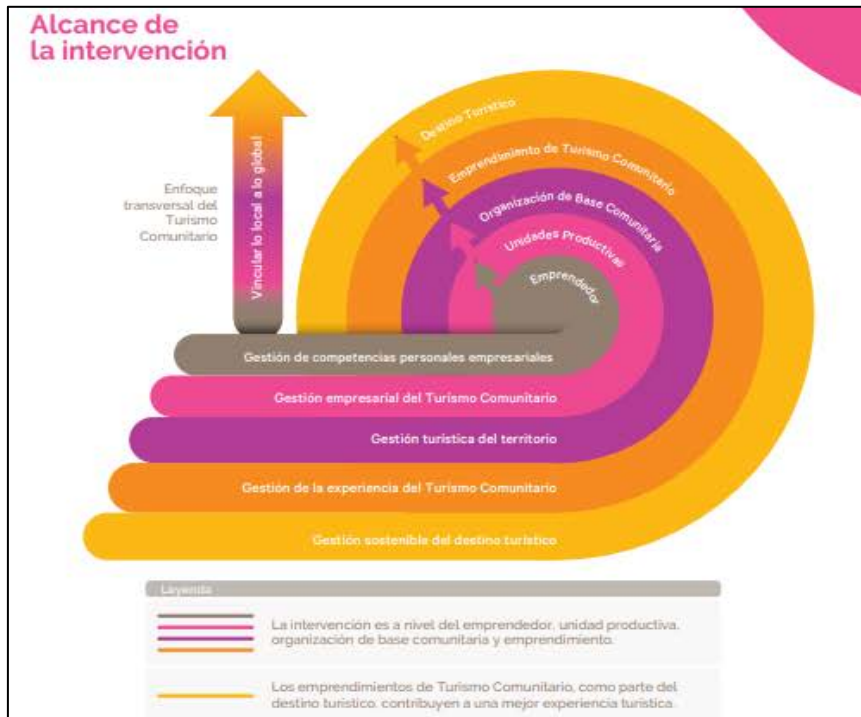 Alcance de
la intervención
Enfoque
transversal del
Turismo
Comunitario
Vincular lo local a lo global
Destino Turístico
Emprendimiento de Turismo Comunitario
Organización de Base Comunitaria
Unidades Productivas
Emprendedor
Gestión de competencias personales empresariales
Gestión empresarial del Turismo Comunitario
Gestión turística del territorio
Gestión de la experiencia del Turismo Comunitario
Gestión sostenible del destino turístico
Leyenda
La intervención es a nivel del emprendedor, unidad productiva,
organización de base comunitaria y emprendimiento.
Los emprendimientos de Turismo Comunitario, como parte del
destino turístico, contribuyen a una mejor experiencia turística.